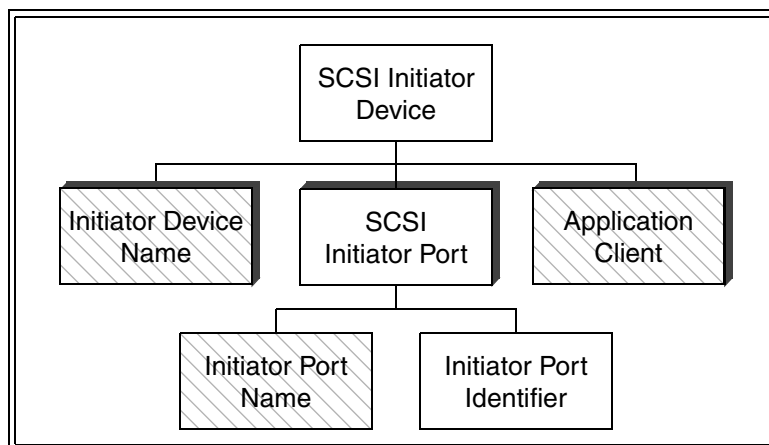 SCSI Initiator
Device
Initiator Device
Name
SCSI
Initiator Port
Application
Client
Initiator Port
Name
Initiator Port
Identifier